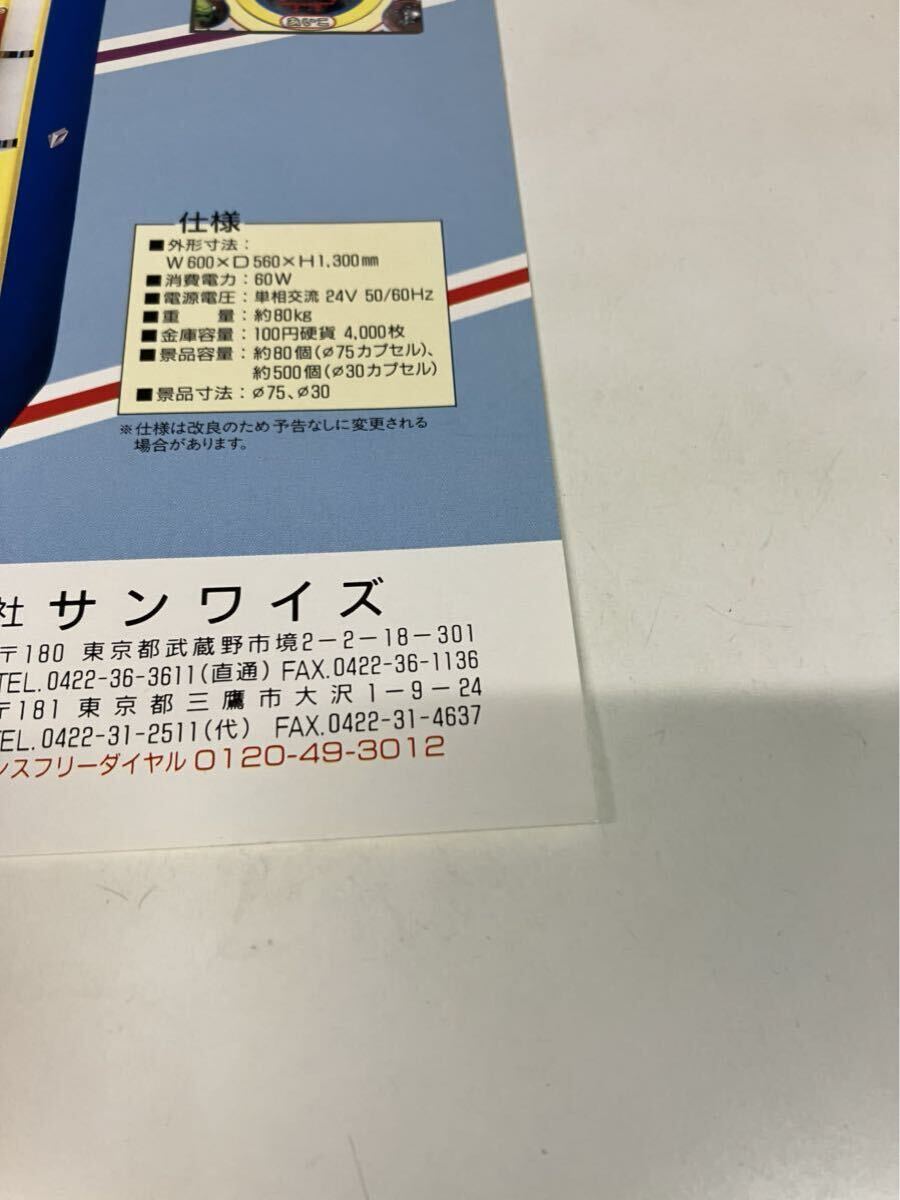 あいこ
仕様
■外形寸法：
W600×D560×H1,300㎜
■消費電力：60W
■電源電圧：単相交流 24V 50/60Hz
■重　　量：約80kg
■金庫容量：100円硬貨 4,000枚
■景品容量：約80個(φ75カプセル)、
約500個(φ30カプセル)
■景品寸法：φ75、φ30
※仕様は改良のため予告なしに変更される
場合があります。
社 サンワイズ
〒180 東京都武蔵野市境2－2－18－301
TEL.0422-36-3611(直通) FAX.0422-36-1136
〒181 東京都三鷹市大沢1－9－24
TEL.0422-31-2511(代) FAX.0422-31-4637
ンスフリーダイヤル 0120-49-3012